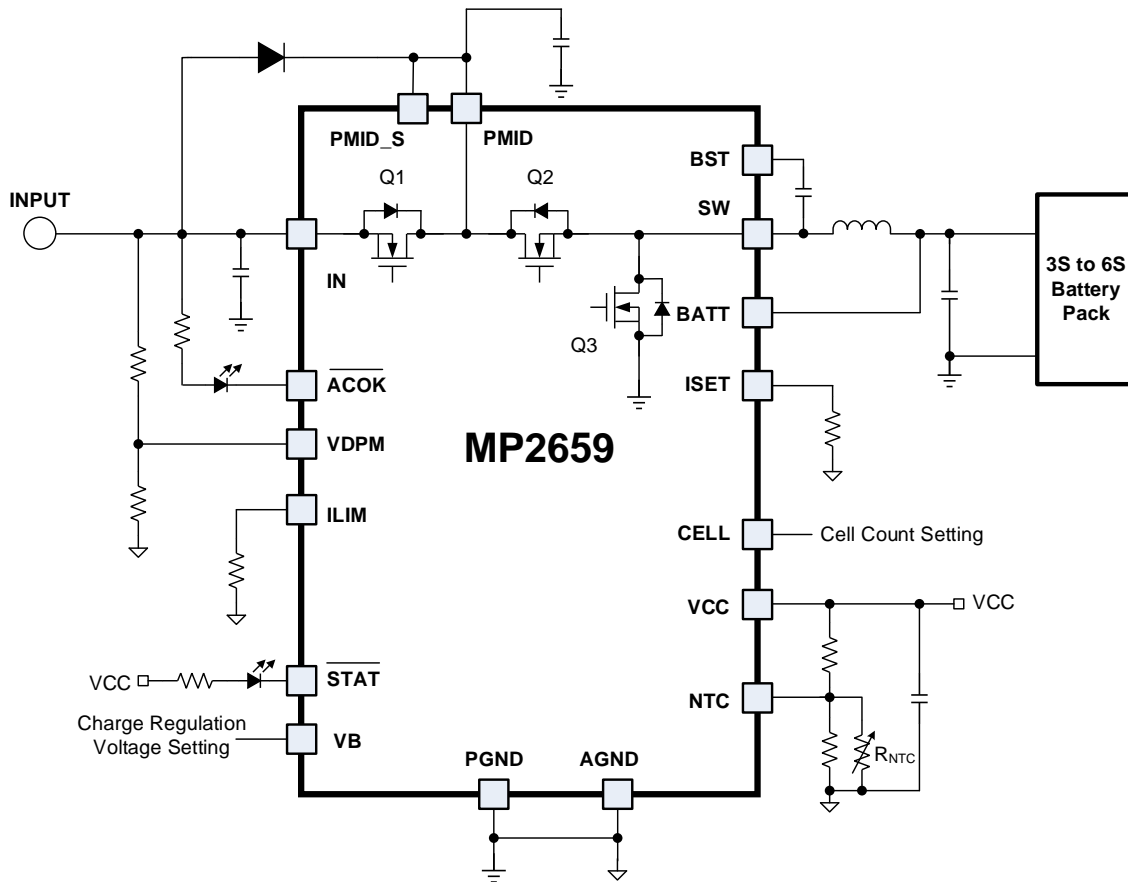 PMID_S
PMID
BST
Q1
Q2
INPUT
SW
IN
3S to 6S
Battery
Pack
BATT
Q3
ACOK
ISET
VDPM
MP2659
ILIM
CELL
Cell Count Setting
VCC
VCC
STAT
VCC
NTC
Charge Regulation
Voltage Setting
VB
RNTC
PGND
AGND